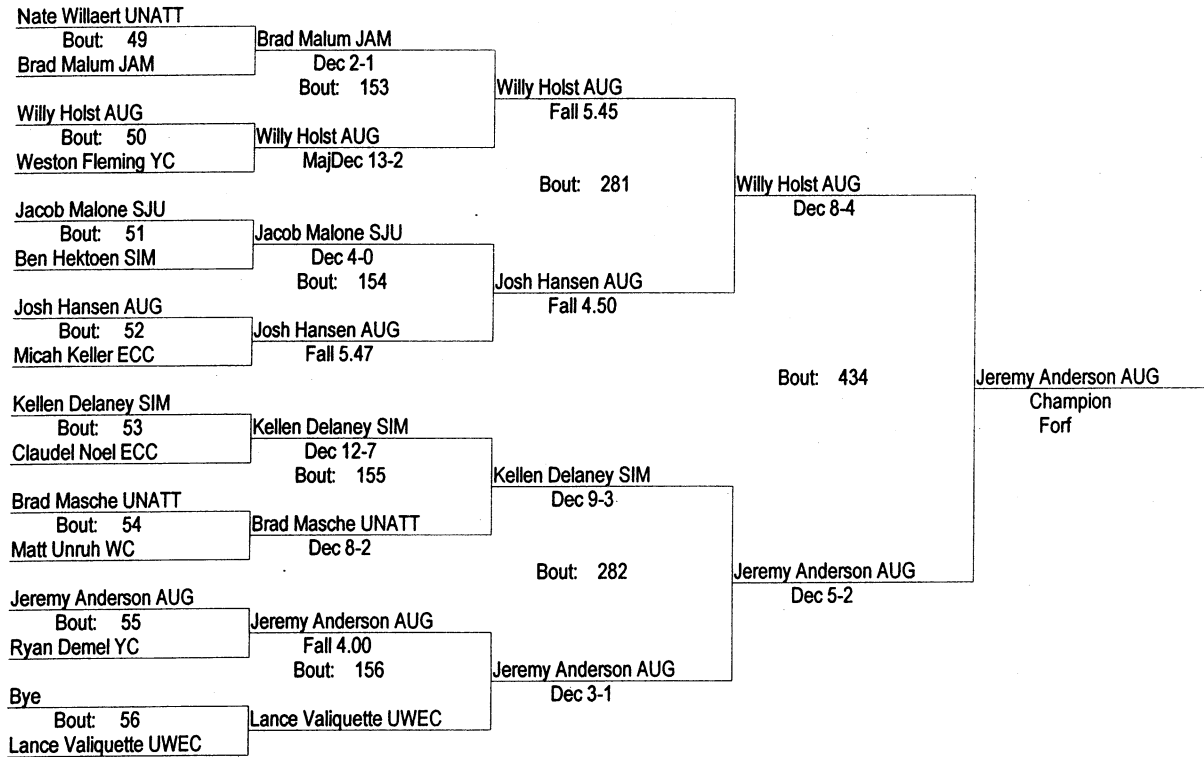 Nate Willaert UNATT
Bout: 49
Brad Malum JAM
Brad Malum JAM
Dec 2-1
Bout: 153
Willy Holst AUG
Bout: 50
Weston Fleming YC
Willy Holst AUG
MajDec 13-2
Willy Holst AUG
Fall 5.45
Bout: 281
Jacob Malone SJU
Bout: 51
Ben Hektoen SIM
Jacob Malone SJU
Dec 4-0
Bout: 154
Josh Hansen AUG
Bout: 52
Micah Keller ECC
Josh Hansen AUG
Fall 5.47
Josh Hansen AUG
Fall 4.50
Willy Holst AUG
Dec 8-4
Bout: 434
Jeremy Anderson AUG
Champion
Forf
Kellen Delaney SIM
Bout: 53
Claudel Noel ECC
Kellen Delaney SIM
Dec 12-7
Bout: 155
Brad Masche UNATT
Bout: 54
Matt Unruh WC
Brad Masche UNATT
Dec 8-2
Kellen Delaney SIM
Dec 9-3
Bout: 282
Jeremy Anderson AUG
Dec 5-2
Jeremy Anderson AUG
Bout: 55
Ryan Demel YC
Jeremy Anderson AUG
Fall 4.00
Bout: 156
Jeremy Anderson AUG
Dec 3-1
Bye
Bout: 56
Lance Valiquette UWEC
Lance Valiquette UWEC